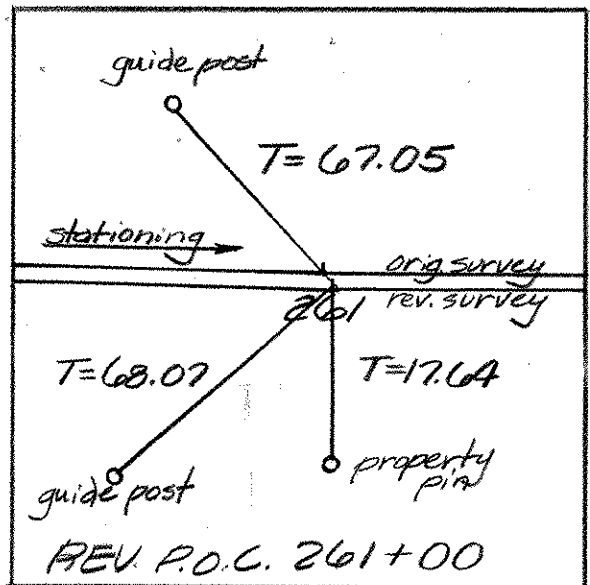 guide post
T= 67.05
stationing
orig. survey
261
rev. survey
T=68.07
T=17.64
guide post
property
pin
REV. P.O.C. 261+00